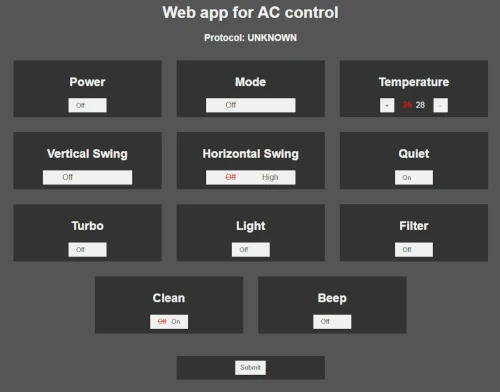 Web app for AC control
Protocol: UNKNOWN
Power
Off
Mode
Off
Temperature
+ 28 -
Vertical Swing
Off
Horizontal Swing
Off High
Quiet
On
Turbo
Off
Light
Off
Filter
Off
Clean
Off On
Beep
Off
Submit